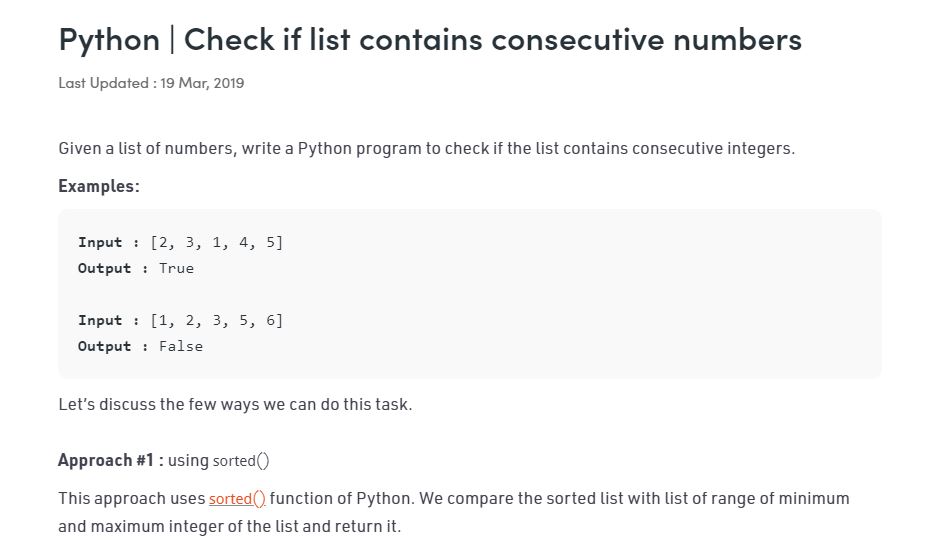 Python | Check if list contains consecutive numbers
Last Updated : 19 Mar, 2019
Given a list of numbers, write a Python program to check if the list contains consecutive integers.
Examples:
Input : [2, 3, 1, 4, 5]
Output : True
Input : [1, 2, 3, 5, 6]
Output : False
Let’s discuss the few ways we can do this task.
Approach #1 : using sorted()
This approach uses sorted() function of Python. We compare the sorted list with list of range of minimum
and maximum integer of the list and return it.